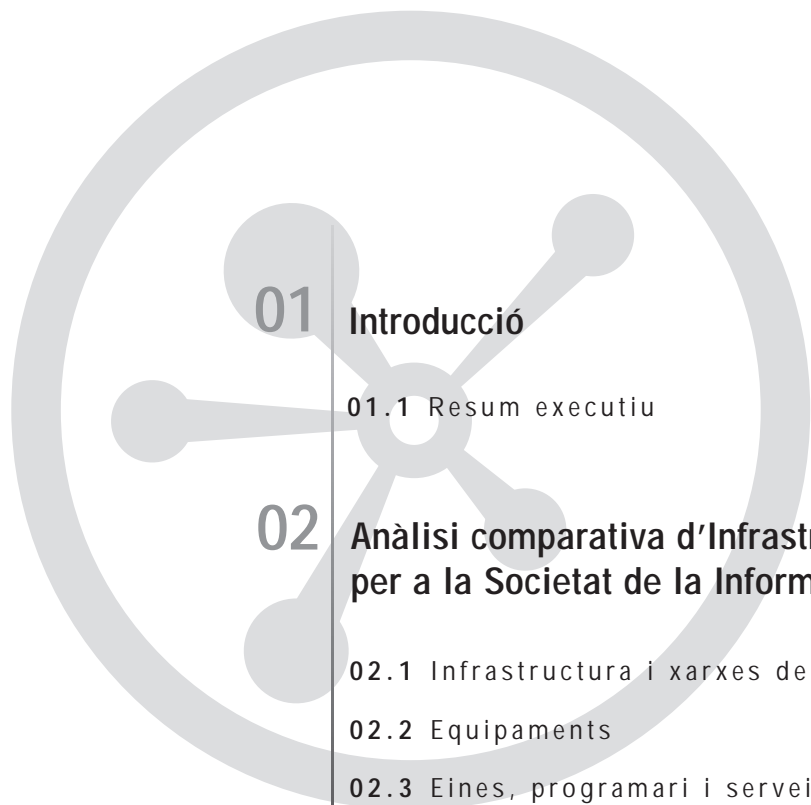 01 Introducció
01.1 Resum executiu
02 Anàlisi comparativa
per a la Societat de la
02.1 Infrastructura i xarxes de
02.2 Equipaments
02.3 Eines, programari i